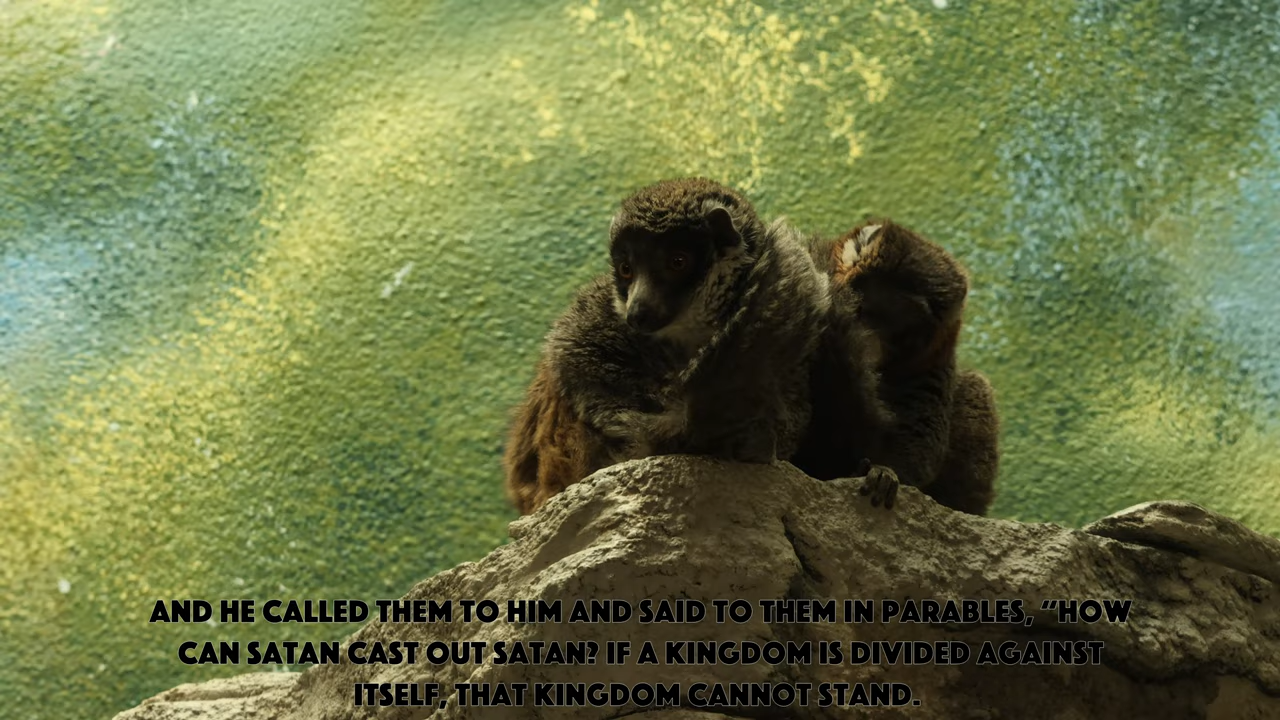 AND HE CALLED THEM TO HIM AND SAID TO THEM IN PARABLES, “HOW
CAN SATAN CAST OUT SATAN? IF A KINGDOM IS DIVIDED AGAINST
ITSELF, THAT KINGDOM CANNOT STAND.